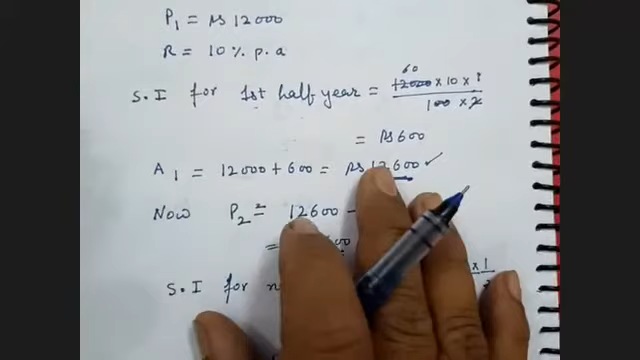 P₁ = Rs 12000
R = 10 % p.a
S.I for 1st half year = 12000 × 10 × 1 / 100 × 2
60
= Rs 600
A₁ = 12000 + 600 = Rs 12600 ✓
Now P₂ = 12600 -
=
S.I for
× 1